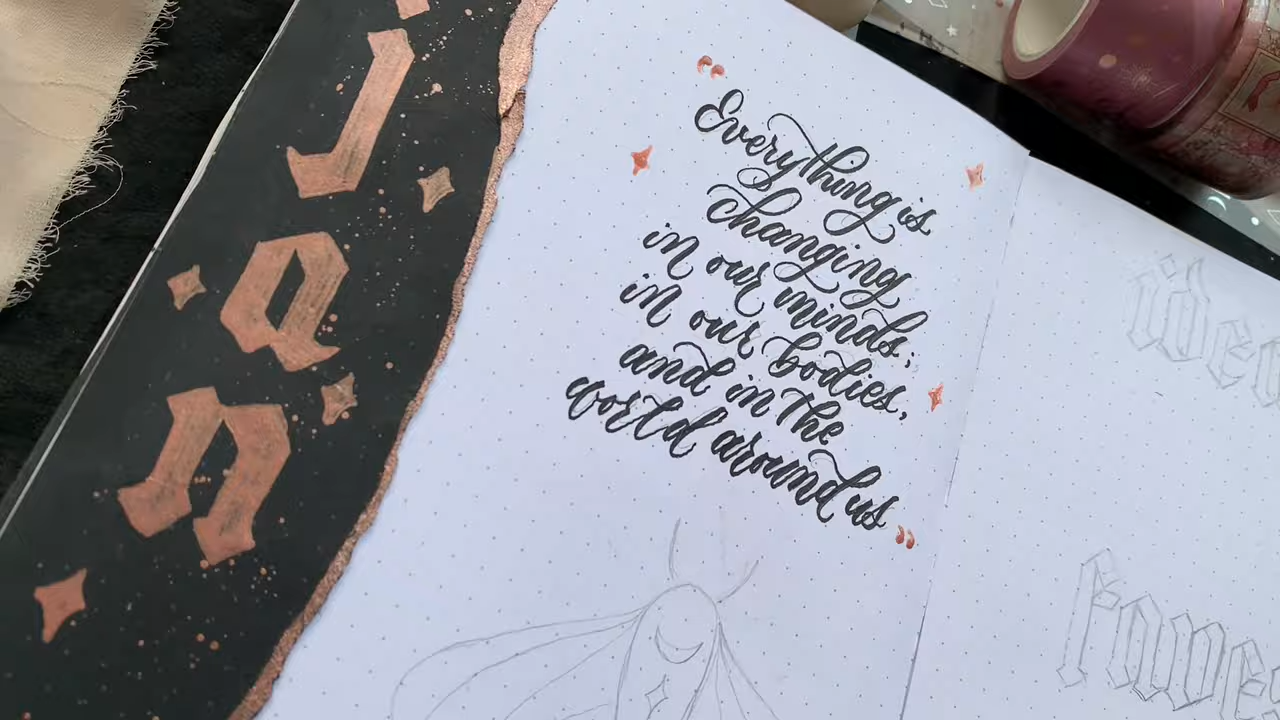 j
a
n
“Everything is
changing
in our minds;
in our bodies,
and in the
world around us”